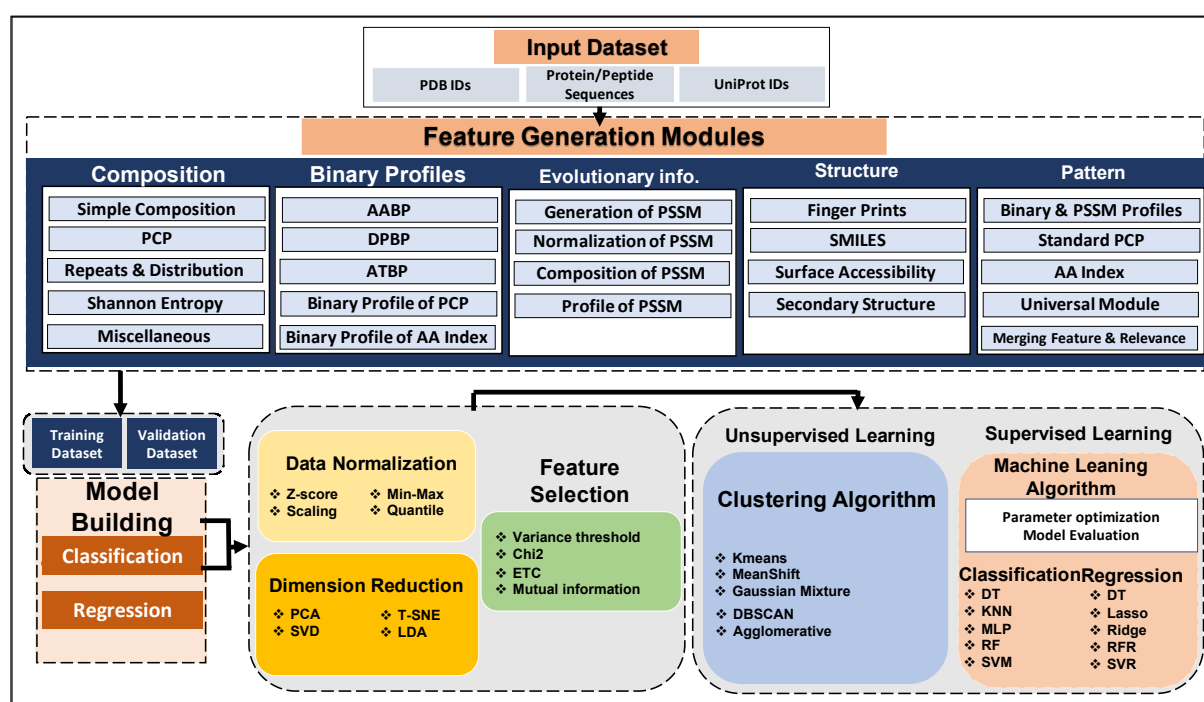 Input Dataset
PDB IDs
Protein/Peptide
Sequences
UniProt IDs
Feature Generation Modules
Composition
Simple Composition
PCP
Repeats & Distribution
Shannon Entropy
Miscellaneous
Binary Profiles
AABP
DPBP
ATBP
Binary Profile of PCP
Binary Profile of AA Index
Evolutionary info.
Generation of PSSM
Normalization of PSSM
Composition of PSSM
Profile of PSSM
Structure
Finger Prints
SMILES
Surface Accessibility
Secondary Structure
Pattern
Binary & PSSM Profiles
Standard PCP
AA Index
Universal Module
Merging Feature & Relevance
Training
Dataset
Validation
Dataset
Model
Building
Classification
Regression
Data Normalization
❖ Z-score
❖ Scaling
❖ Min-Max
❖ Quantile
Dimension Reduction
❖ PCA
❖ SVD
❖ T-SNE
❖ LDA
Feature
Selection
❖ Variance threshold
❖ Chi2
❖ ETC
❖ Mutual information
Unsupervised Learning
Clustering Algorithm
❖ Kmeans
❖ MeanShift
❖ Gaussian Mixture
❖ DBSCAN
❖ Agglomerative
Supervised Learning
Machine Leaning
Algorithm
Parameter optimization
Model Evaluation
Classification
❖ DT
❖ KNN
❖ MLP
❖ RF
❖ SVM
Regression
❖ DT
❖ Lasso
❖ Ridge
❖ RFR
❖ SVR